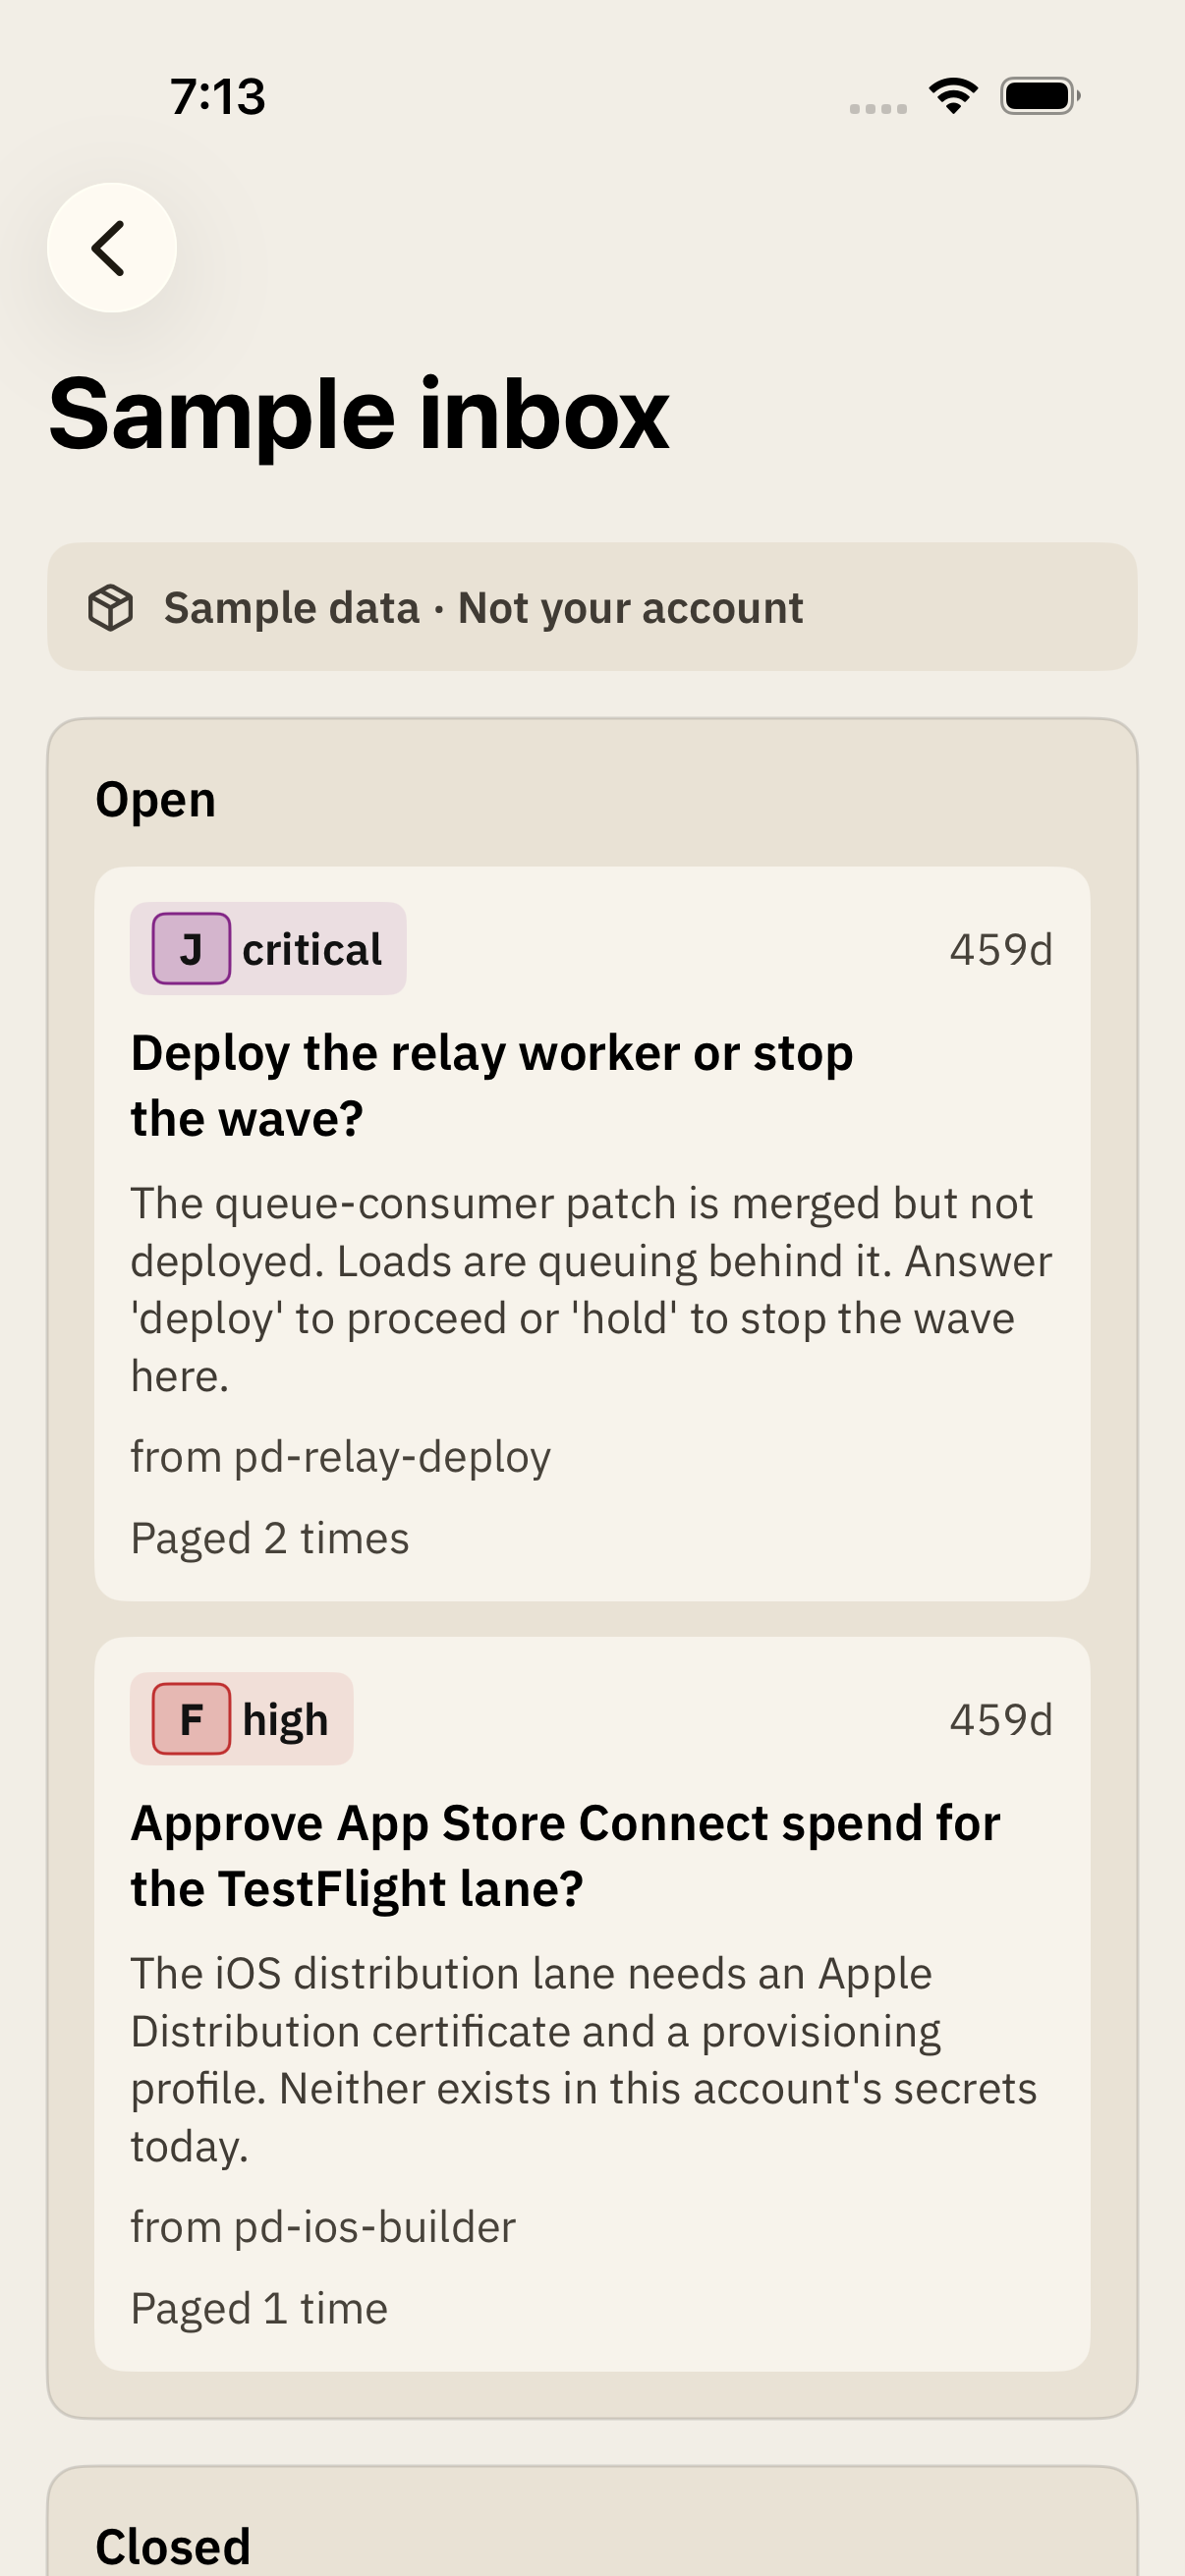 7:13
Sample inbox
Sample data · Not your account
Open
J critical 459d
Deploy the relay worker or stop
the wave?
The queue-consumer patch is merged but not
deployed. Loads are queuing behind it. Answer
'deploy' to proceed or 'hold' to stop the wave
here.
from pd-relay-deploy
Paged 2 times
F high 459d
Approve App Store Connect spend for
the TestFlight lane?
The iOS distribution lane needs an Apple
Distribution certificate and a provisioning
profile. Neither exists in this account's secrets
today.
from pd-ios-builder
Paged 1 time
Closed